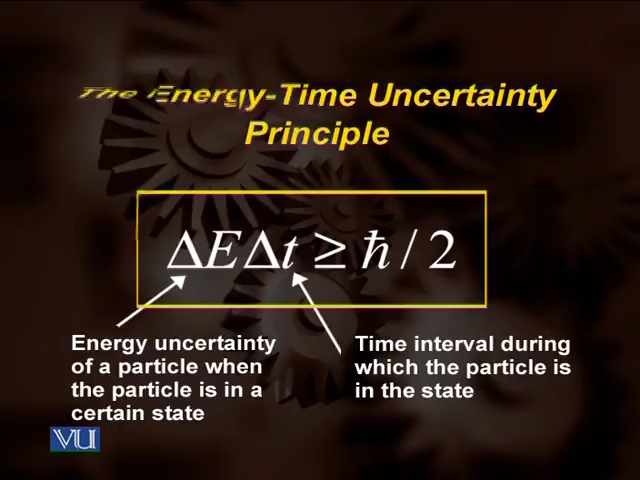 The Energy-Time Uncertainty
Principle
ΔEΔt ≥ ħ / 2
Energy uncertainty
of a particle when
the particle is in a
certain state
Time interval during
which the particle is
in the state
VU